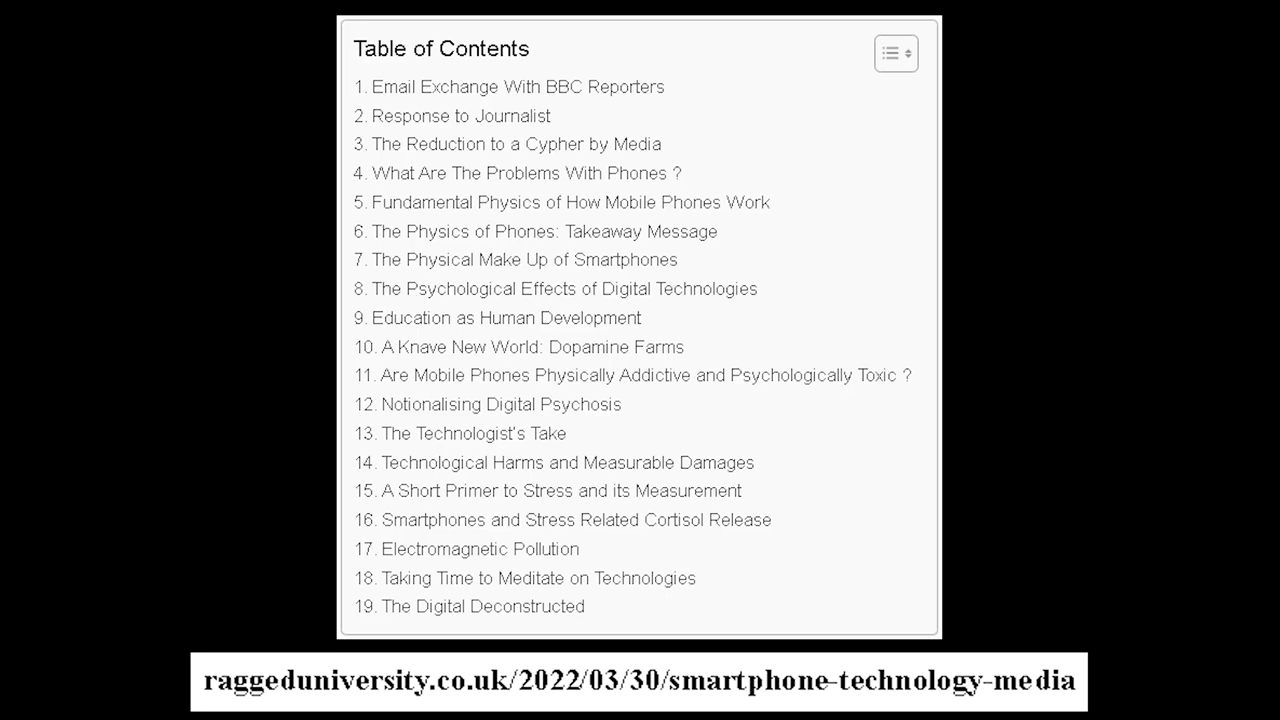 Table of Contents
1. Email Exchange With BBC Reporters
2. Response to Journalist
3. The Reduction to a Cypher by Media
4. What Are The Problems With Phones ?
5. Fundamental Physics of How Mobile Phones Work
6. The Physics of Phones: Takeaway Message
7. The Physical Make Up of Smartphones
8. The Psychological Effects of Digital Technologies
9. Education as Human Development
10. A Knave New World: Dopamine Farms
11. Are Mobile Phones Physically Addictive and Psychologically Toxic ?
12. Notionalising Digital Psychosis
13. The Technologist's Take
14. Technological Harms and Measurable Damages
15. A Short Primer to Stress and its Measurement
16. Smartphones and Stress Related Cortisol Release
17. Electromagnetic Pollution
18. Taking Time to Meditate on Technologies
19. The Digital Deconstructed
raggeduniversity.co.uk/2022/03/30/smartphone-technology-media